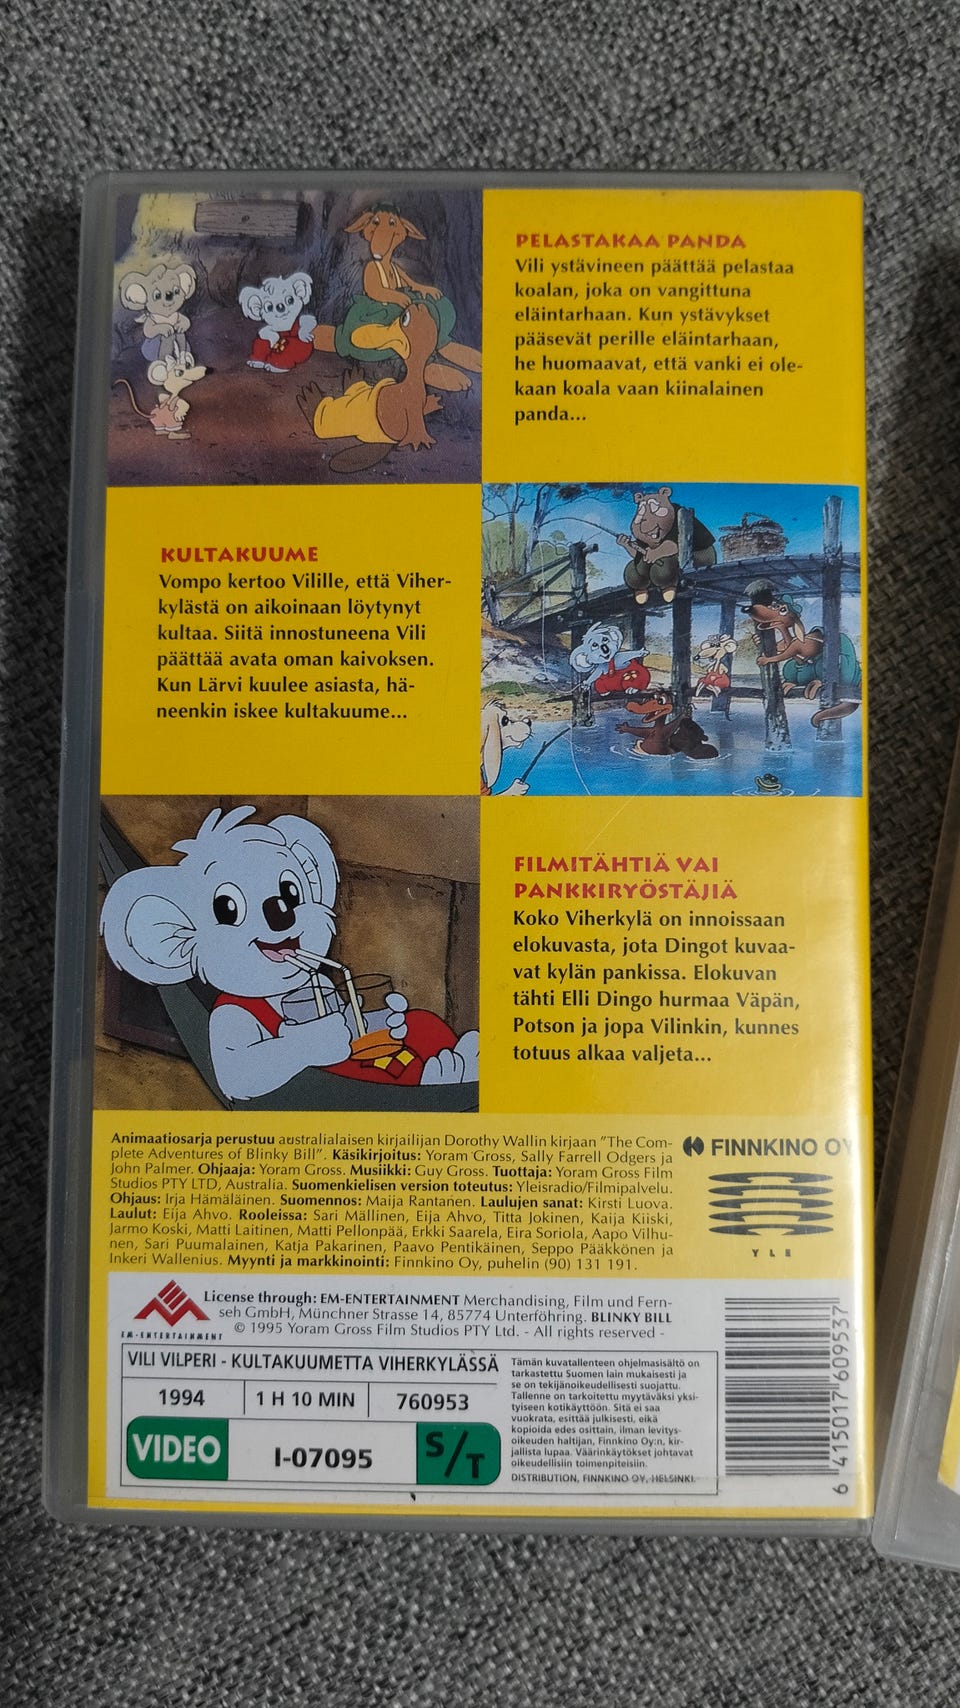 PELASTAKAA PANDA
Vili ystävineen päättää pelastaa
koalan, joka on vangittuna
eläintarhaan. Kun ystävykset
pääsevät perille eläintarhaan,
he huomaavat, että vanki ei ole-
kaan koala vaan kiinalainen
panda...
KULTAKUUME
Vompo kertoo Vilille, että Viher-
kylästä on aikoinaan löytynyt
kultaa. Siitä innostuneena Vili
päättää avata oman kaivoksen.
Kun Lärvi kuulee asiasta, hä-
neenkin iskee kultakuume...
FILMITÄHTIÄ VAI
PANKKIRYÖSTÄJIÄ
Koko Viherkylä on innoissaan
elokuvasta, jota Dingot kuvaa-
vat kylän pankissa. Elokuvan
tähti Elli Dingo hurmaa Väpän,
Potson ja jopa Vilinkin, kunnes
totuus alkaa valjeta...
Animaatiosarja perustuu australialaisen kirjailijan Dorothy Wallin kirjaan "The Com-
plete Adventures of Blinky Bill". Käsikirjoitus: Yoram Gross, Sally Farrell Odgers ja
John Palmer. Ohjaaja: Yoram Gross. Musiikki: Guy Gross. Tuottaja: Yoram Gross Film
Studios PTY LTD, Australia. Suomenkielisen version toteutus: Yleisradio/Filmipalvelu.
Ohjaus: Irja Hämäläinen. Suomennos: Maija Rantanen. Laulujen sanat: Kirsti Luova.
Laulut: Eija Ahvo. Rooleissa: Sari Mällinen, Eija Ahvo, Titta Jokinen, Kaija Kiiski,
Jarmo Koski, Matti Laitinen, Matti Pellonpää, Erkki Saarela, Eira Soriola, Aapo Vilhu-
nen, Sari Puumalainen, Katja Pakarinen, Paavo Pentikäinen, Seppo Pääkkönen ja
Inkeri Wallenius. Myynti ja markkinointi: Finnkino Oy, puhelin (90) 131 191.
FINNKINO OY
YLE
EM-ENTERTAINMENT
License through: EM-ENTERTAINMENT Merchandising, Film und Fern-
seh GmbH, Münchner Strasse 14, 85774 Unterföhring. BLINKY BILL
© 1995 Yoram Gross Film Studios PTY Ltd. - All rights reserved -
VILI VILPERI - KULTAKUUMETTA VIHERKYLÄSSÄ
1994
1 H 10 MIN
760953
VIDEO
I-07095
S/T
Tämän kuvatallenteen ohjelmasisältö on
tarkastettu Suomen lain mukaisesti ja
se on tekijänoikeudellisesti suojattu.
Tallenne on tarkoitettu myytäväksi yksi-
tyiseen kotikäyttöön. Sitä ei saa
vuokrata, esittää julkisesti, eikä
kopioida edes osittain, ilman levitys-
oikeuden haltijan, Finnkino Oy:n, kir-
jallista lupaa. Väärinkäytökset johtavat
oikeudellisiin toimenpiteisiin.
DISTRIBUTION, FINNKINO OY, HELSINKI.
6 415017 609537